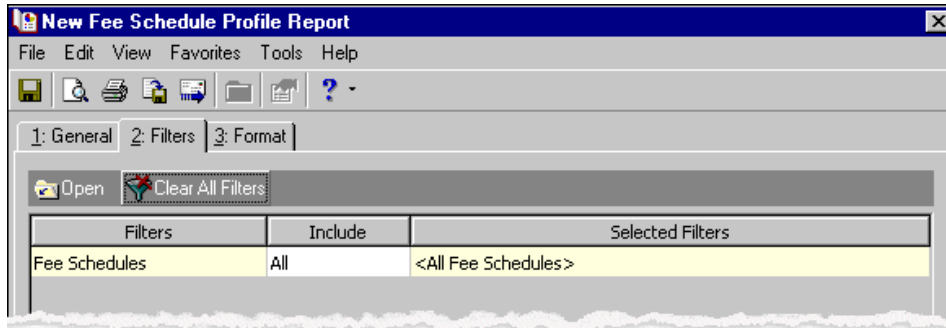 New Fee Schedule Profile Report
File Edit View Favorites Tools Help
?
1: General 2: Filters 3: Format
Open Clear All Filters
Filters Include Selected Filters
Fee Schedules All <All Fee Schedules>